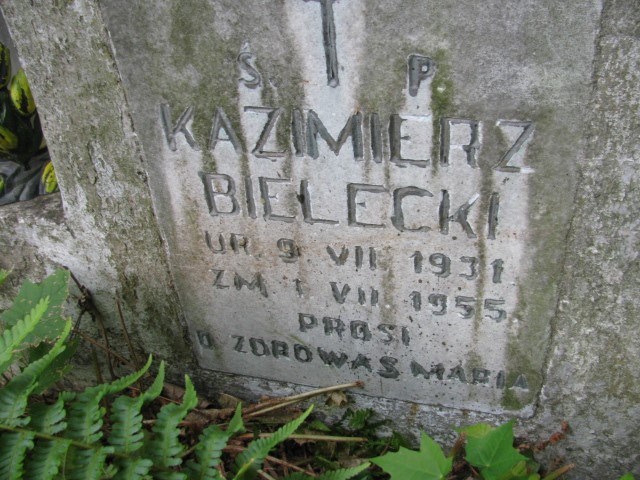 Ś P
KAZIMIERZ
BIELECKI
UR 9 VII 1931
ZM 1 VII 1955
PROSI
O ZDROWAŚ MARIA